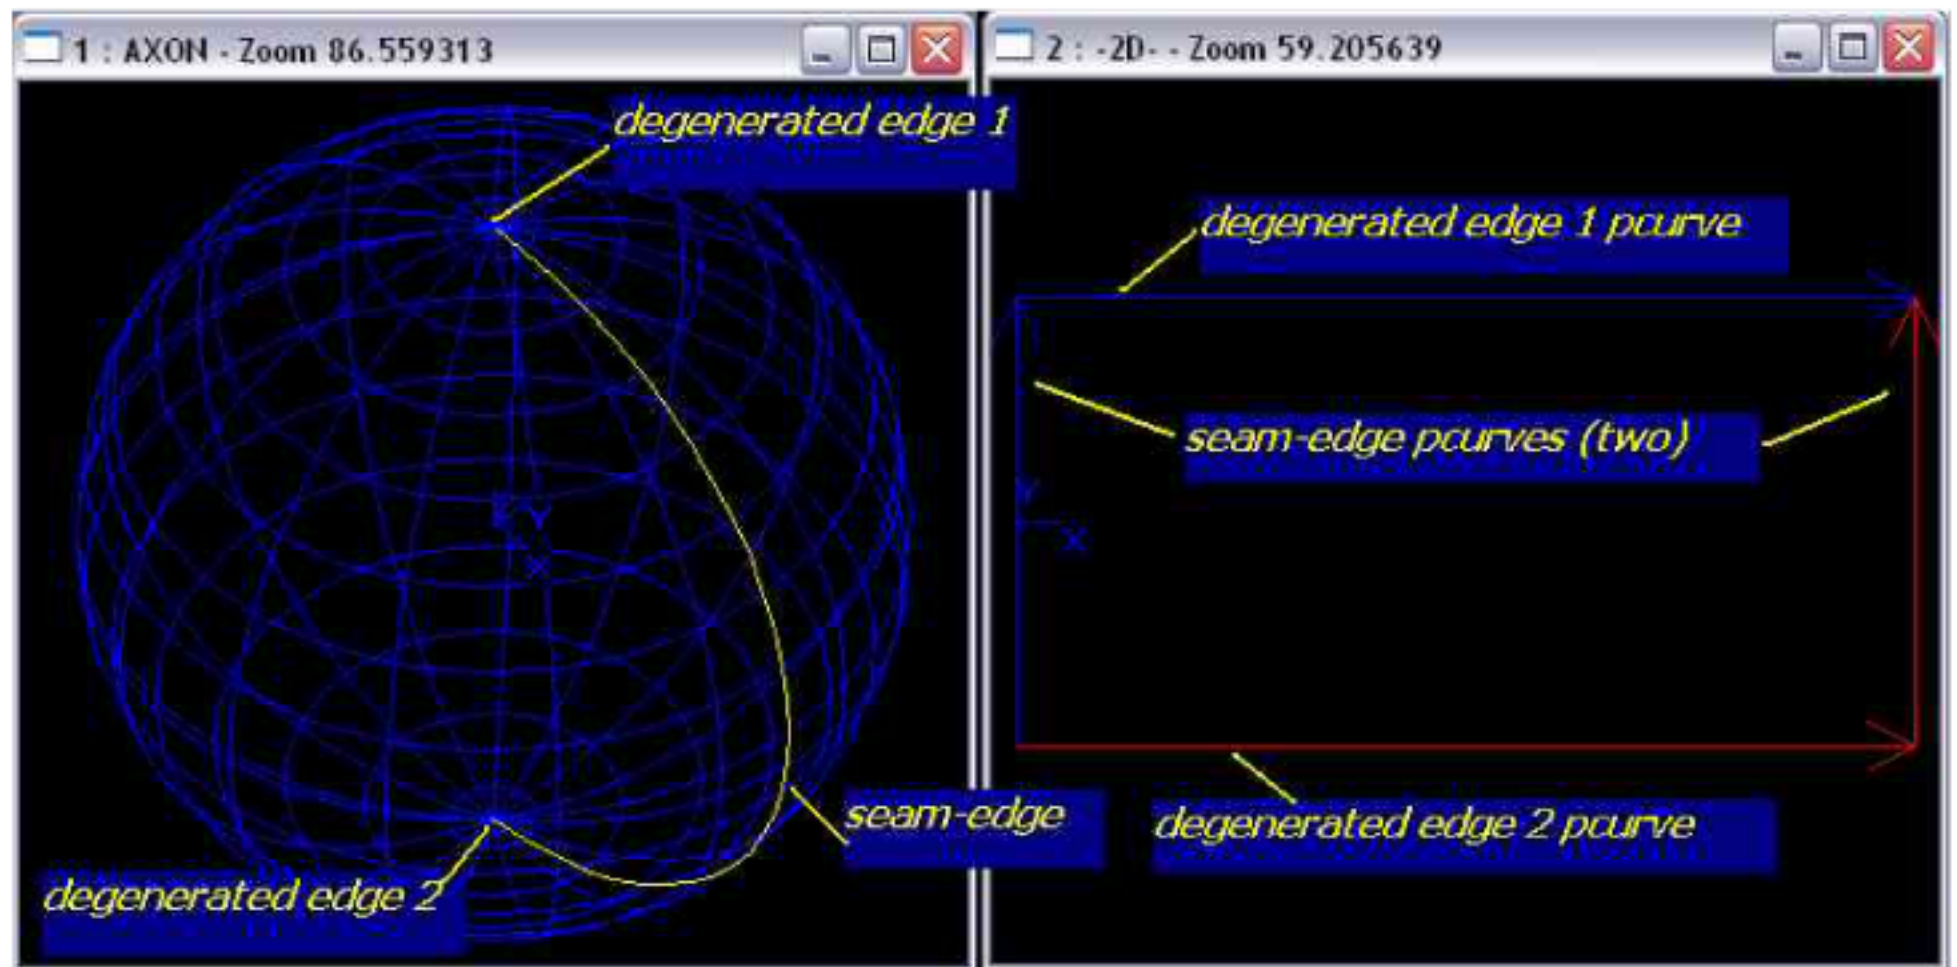 1 : AXON - Zoom 86.559313
degenerated edge 1
X
Y
seam-edge
degenerated edge 2
2 : -2D- - Zoom 59.205639
degenerated edge 1 pcurve
seam-edge pcurves (two)
Y
X
degenerated edge 2 pcurve